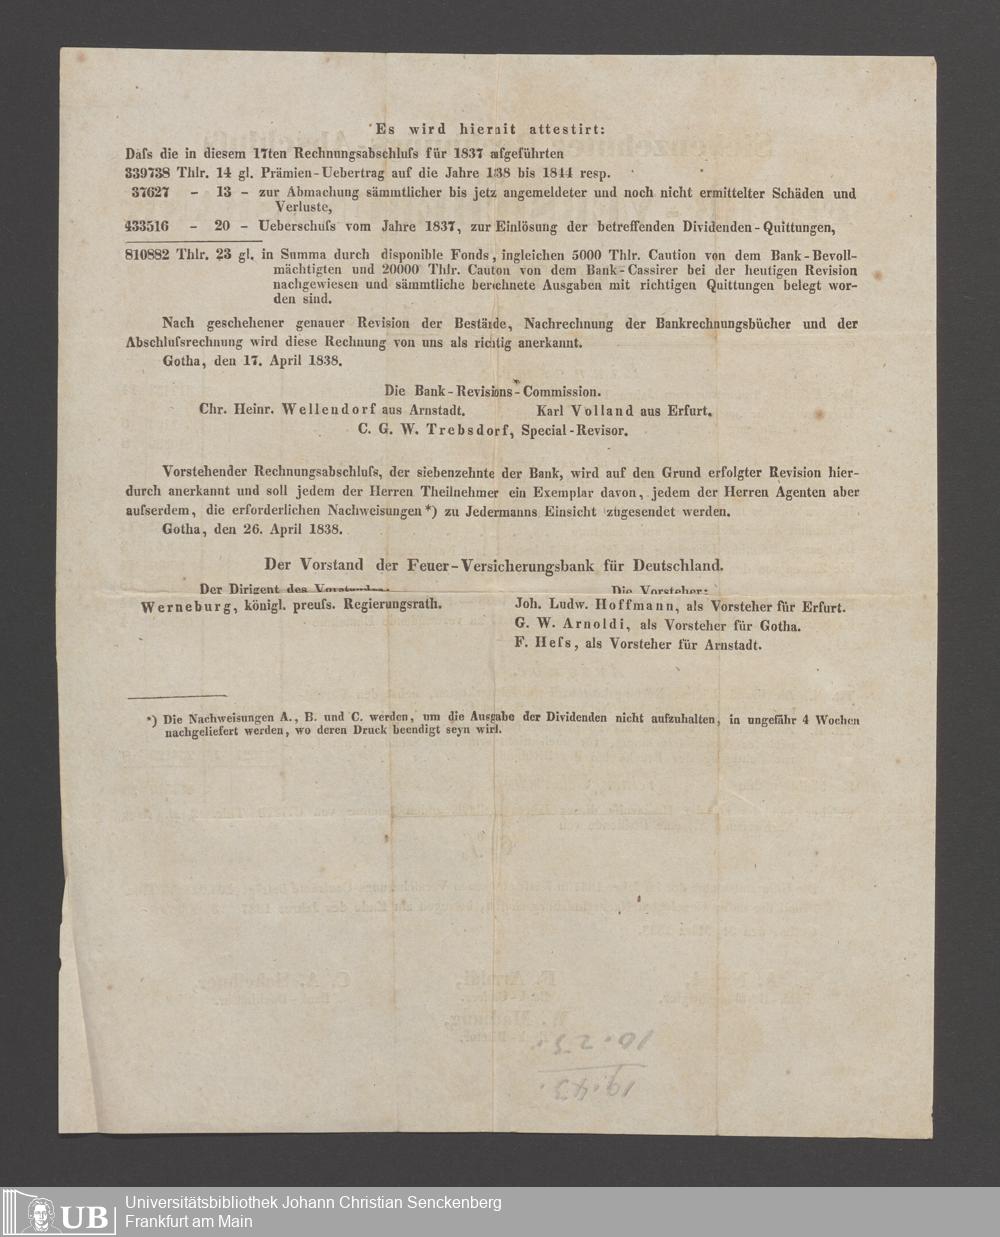 Es wird hiermit attestirt:
Daſs die in diesem 17ten Rechnungsabschluſs für 1837 aufgeführten
339738 Thlr. 14 gl. Prämien-Uebertrag auf die Jahre 1838 bis 1844 resp.
37627 – 13 – zur Abmachung sämmtlicher bis jetz angemeldeter und noch nicht ermittelter Schäden und
Verluste,
433516 – 20 – Ueberschuſs vom Jahre 1837, zur Einlösung der betreffenden Dividenden-Quittungen,
810882 Thlr. 23 gl. in Summa durch disponible Fonds, ingleichen 5000 Thlr. Caution von dem Bank-Bevoll-
mächtigten und 20000 Thlr. Caution von dem Bank-Cassirer bei der heutigen Revision
nachgewiesen und sämmtliche berechnete Ausgaben mit richtigen Quittungen belegt wor-
den sind.
Nach geschehener genauer Revision der Bestände, Nachrechnung der Bankrechnungsbücher und der
Abschluſsrechnung wird diese Rechnung von uns als richtig anerkannt.
Gotha, den 17. April 1838.
Die Bank-Revisions-Commission.
Chr. Heinr. Wellendorf aus Arnstadt. Karl Volland aus Erfurt.
C. G. W. Trebsdorf, Special-Revisor.
Vorstehender Rechnungsabschluſs, der siebenzehnte der Bank, wird auf den Grund erfolgter Revision hier-
durch anerkannt und soll jedem der Herren Theilnehmer ein Exemplar davon, jedem der Herren Agenten aber
auſserdem, die erforderlichen Nachweisungen*) zu Jedermanns Einsicht zugesendet werden.
Gotha, den 26. April 1838.
Der Vorstand der Feuer-Versicherungsbank für Deutschland.
Der Dirigent des Vorstandes: Die Vorsteher:
Werneburg, königl. preuſs. Regierungsrath. Joh. Ludw. Hoffmann, als Vorsteher für Erfurt.
G. W. Arnoldi, als Vorsteher für Gotha.
F. Heſs, als Vorsteher für Arnstadt.
*) Die Nachweisungen A., B. und C. werden, um die Ausgabe der Dividenden nicht aufzuhalten, in ungefähr 4 Wochen
nachgeliefert werden, wo deren Druck beendigt seyn wird.
UB Universitätsbibliothek Johann Christian Senckenberg
Frankfurt am Main